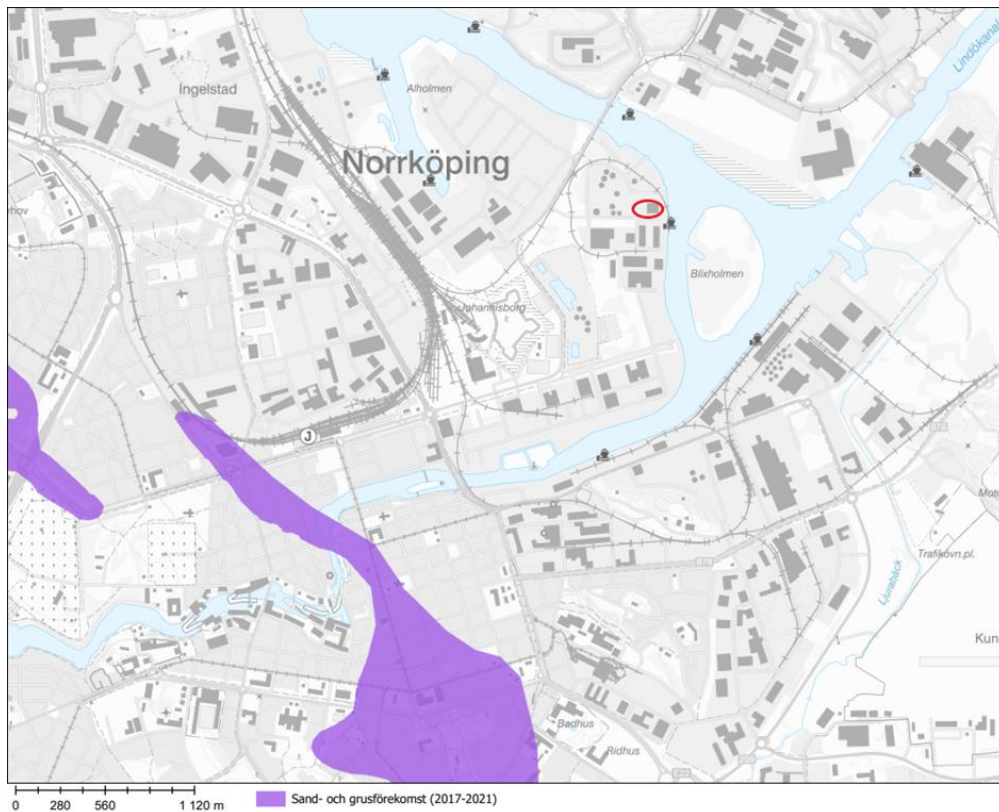 Lindökanal
Ingelstad
Alholmen
Norrköping
Blixholmen
Johannisborg
J
Trafikovn.pl.
Ljurabäck
Kun
Badhus
Ridhus
0 280 560 1 120 m
Sand- och grusförekomst (2017-2021)